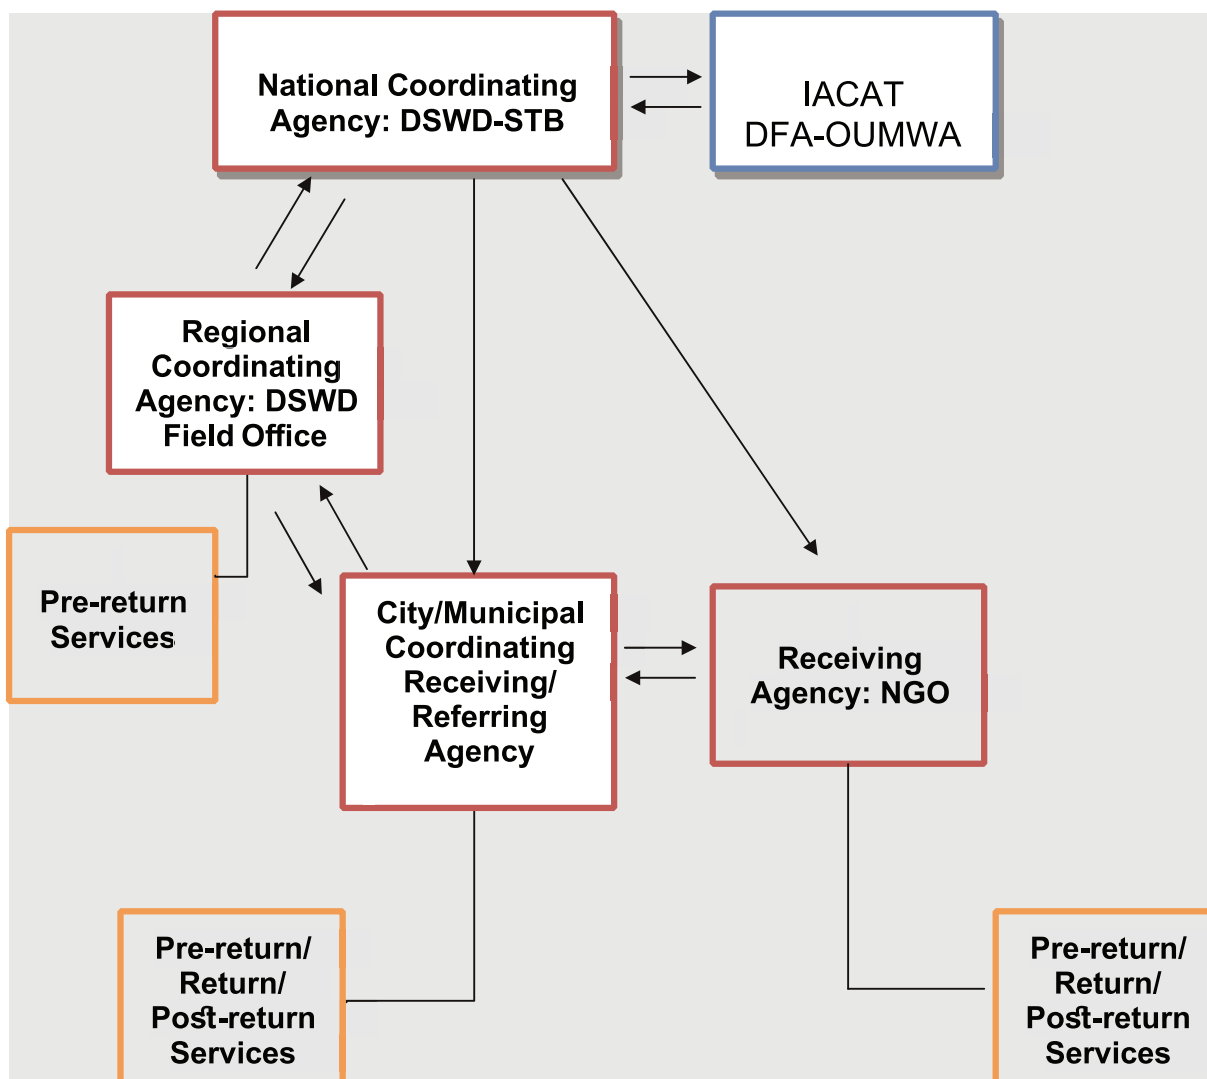 National Coordinating
Agency: DSWD-STB
IACAT
DFA-OUMWA
Regional
Coordinating
Agency: DSWD
Field Office
Pre-return
Services
City/Municipal
Coordinating
Receiving/
Referring
Agency
Receiving
Agency: NGO
Pre-return/
Return/
Post-return
Services
Pre-return/
Return/
Post-return
Services